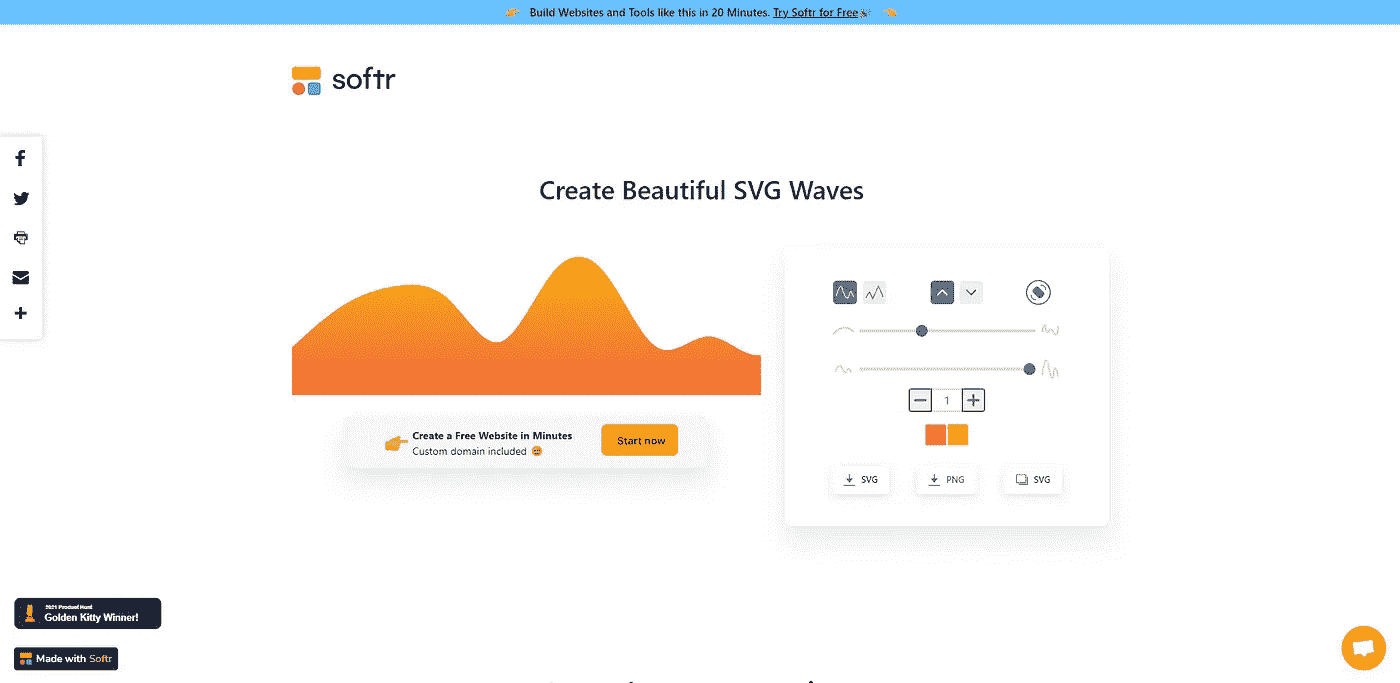 Build Websites and Tools like this in 20 Minutes. Try Softr for Free
softr
Create Beautiful SVG Waves
1
Create a Free Website in Minutes
Custom domain included
Start now
SVG
PNG
SVG
2021 Product Hunt
Golden Kitty Winner!
Made with Softr